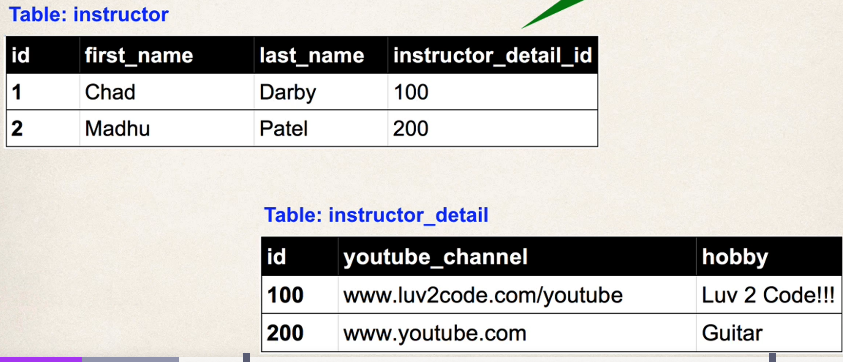 Table: instructor
id first_name last_name instructor_detail_id
1 Chad Darby 100
2 Madhu Patel 200
Table: instructor_detail
id youtube_channel hobby
100 www.luv2code.com/youtube Luv 2 Code!!!
200 www.youtube.com Guitar